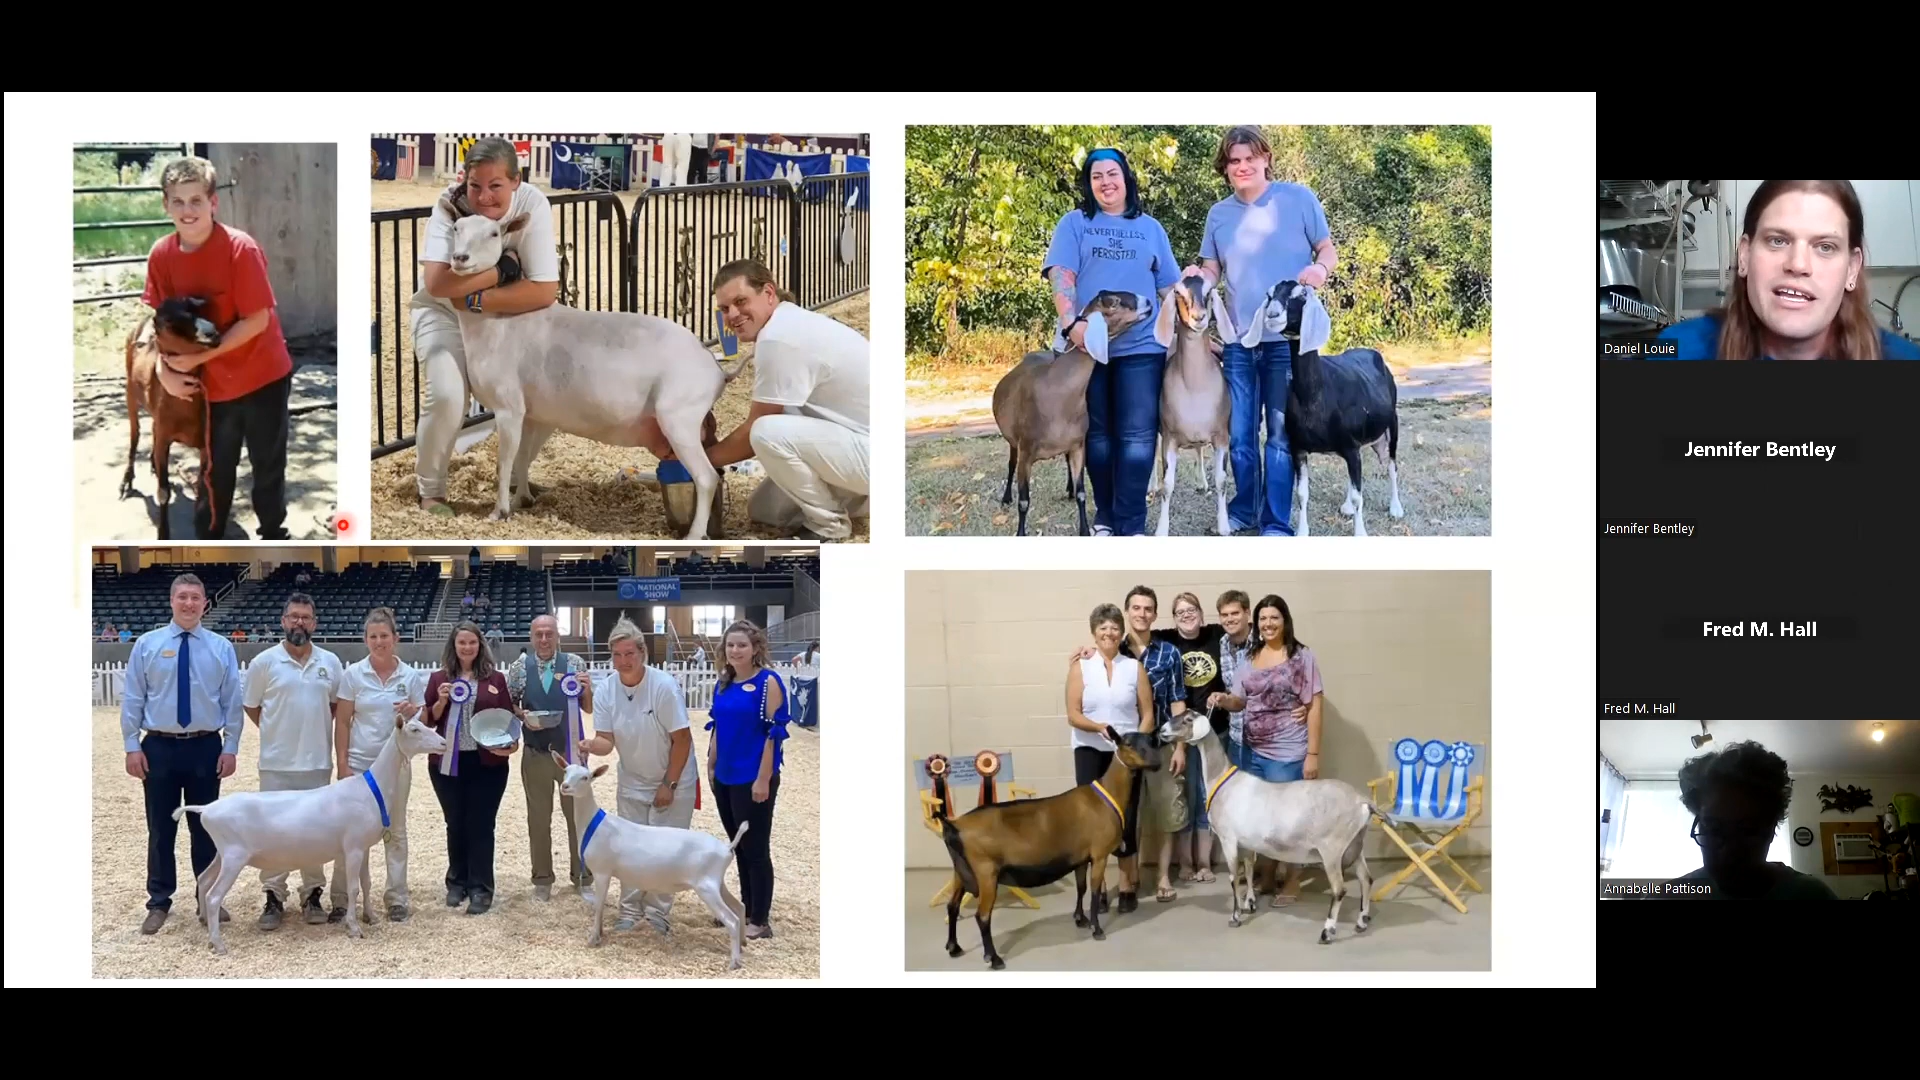 NEVERTHELESS,
SHE
PERSISTED.
NATIONAL
SHOW
Daniel Louie
Jennifer Bentley
Jennifer Bentley
Fred M. Hall
Fred M. Hall
Annabelle Pattison